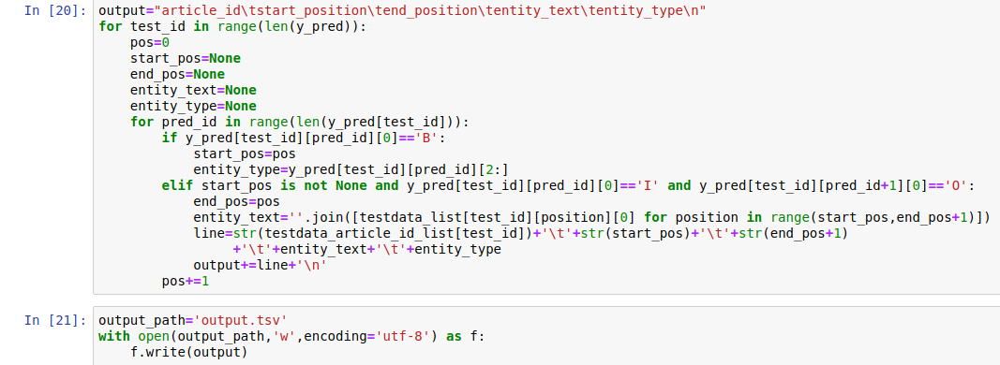 In [20]: output="article_id\tstart_position\tend_position\tentity_text\tentity_type\n"
for test_id in range(len(y_pred)):
    pos=0
    start_pos=None
    end_pos=None
    entity_text=None
    entity_type=None
    for pred_id in range(len(y_pred[test_id])):
        if y_pred[test_id][pred_id][0]=='B':
            start_pos=pos
            entity_type=y_pred[test_id][pred_id][2:]
        elif start_pos is not None and y_pred[test_id][pred_id][0]=='I' and y_pred[test_id][pred_id+1][0]=='O':
            end_pos=pos
            entity_text=''.join([testdata_list[test_id][position][0] for position in range(start_pos,end_pos+1)])
            line=str(testdata_article_id_list[test_id])+'\t'+str(start_pos)+'\t'+str(end_pos+1)
                 +'\t'+entity_text+'\t'+entity_type
            output+=line+'\n'
        pos+=1
In [21]: output_path='output.tsv'
with open(output_path,'w',encoding='utf-8') as f:
    f.write(output)